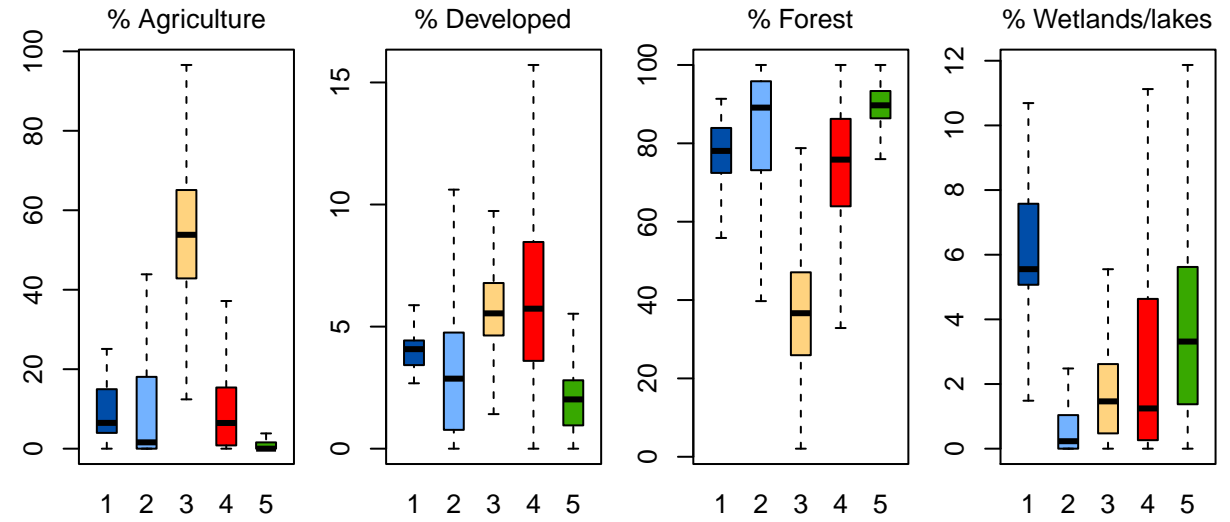 % Agriculture
% Developed
% Forest
% Wetlands/lakes
0 20 40 60 80 100
0 5 10 15
0 20 40 60 80 100
0 2 4 6 8 10 12
1 2 3 4 5
1 2 3 4 5
1 2 3 4 5
1 2 3 4 5